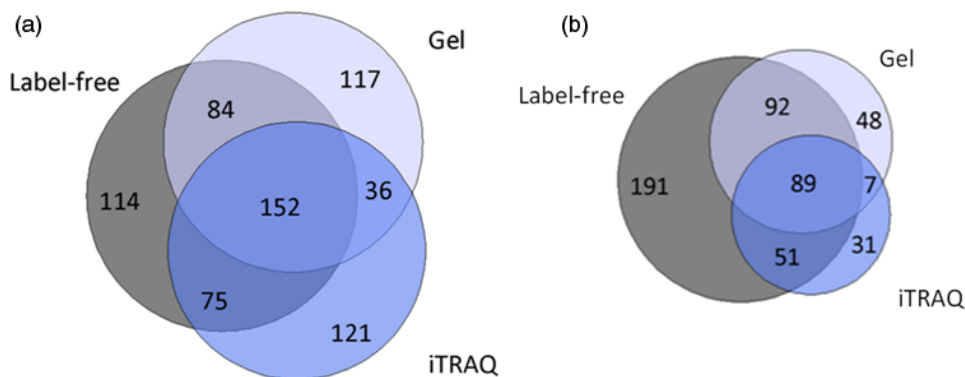 (a)
Gel
Label-free
117
84
114
152
36
75
121
iTRAQ
(b)
Gel
Label-free
92
48
191
89
7
51
31
iTRAQ